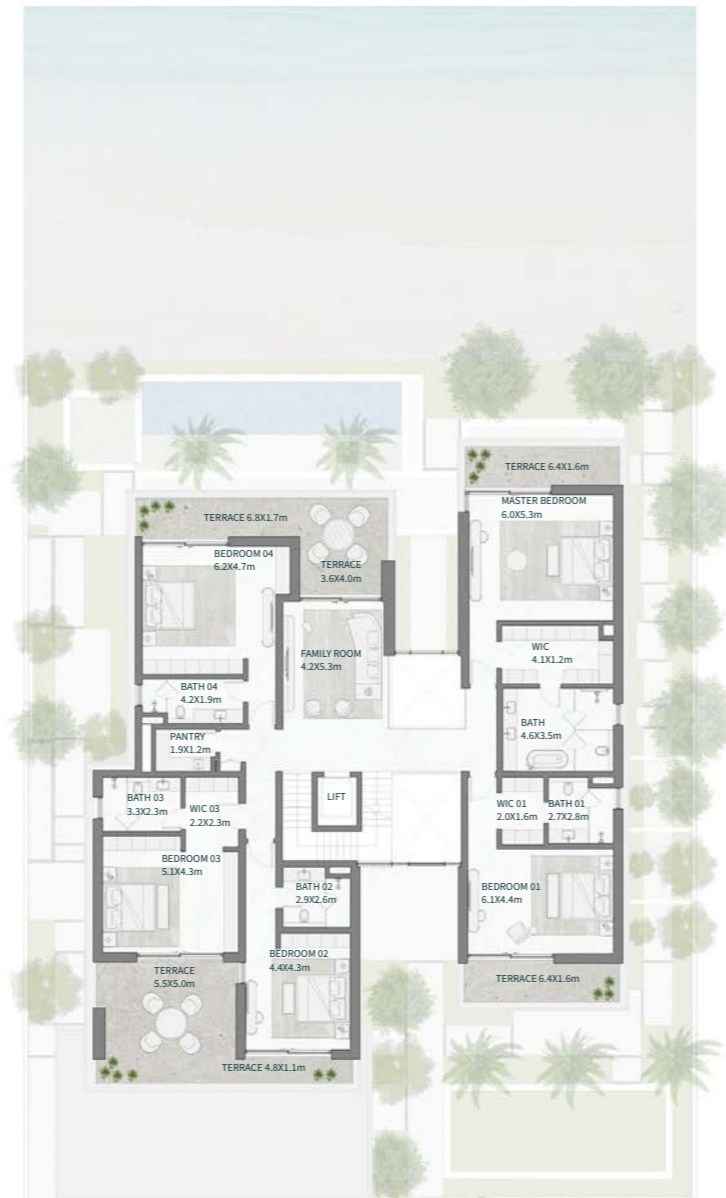 TERRACE 6.4X1.6m
MASTER BEDROOM
6.0X5.3m
TERRACE 6.8X1.7m
BEDROOM 04
6.2X4.7m
TERRACE
3.6X4.0m
FAMILY ROOM
4.2X5.3m
WIC
4.1X1.2m
BATH 04
4.2X1.9m
BATH
4.6X3.5m
PANTRY
1.9X1.2m
BATH 03
3.3X2.3m
WIC 03
2.2X2.3m
LIFT
WIC 01
2.0X1.6m
BATH 01
2.7X2.8m
BEDROOM 03
5.1X4.3m
BATH 02
2.9X2.6m
BEDROOM 01
6.1X4.4m
BEDROOM 02
4.4X4.3m
TERRACE
5.5X5.0m
TERRACE 6.4X1.6m
TERRACE 4.8X1.1m